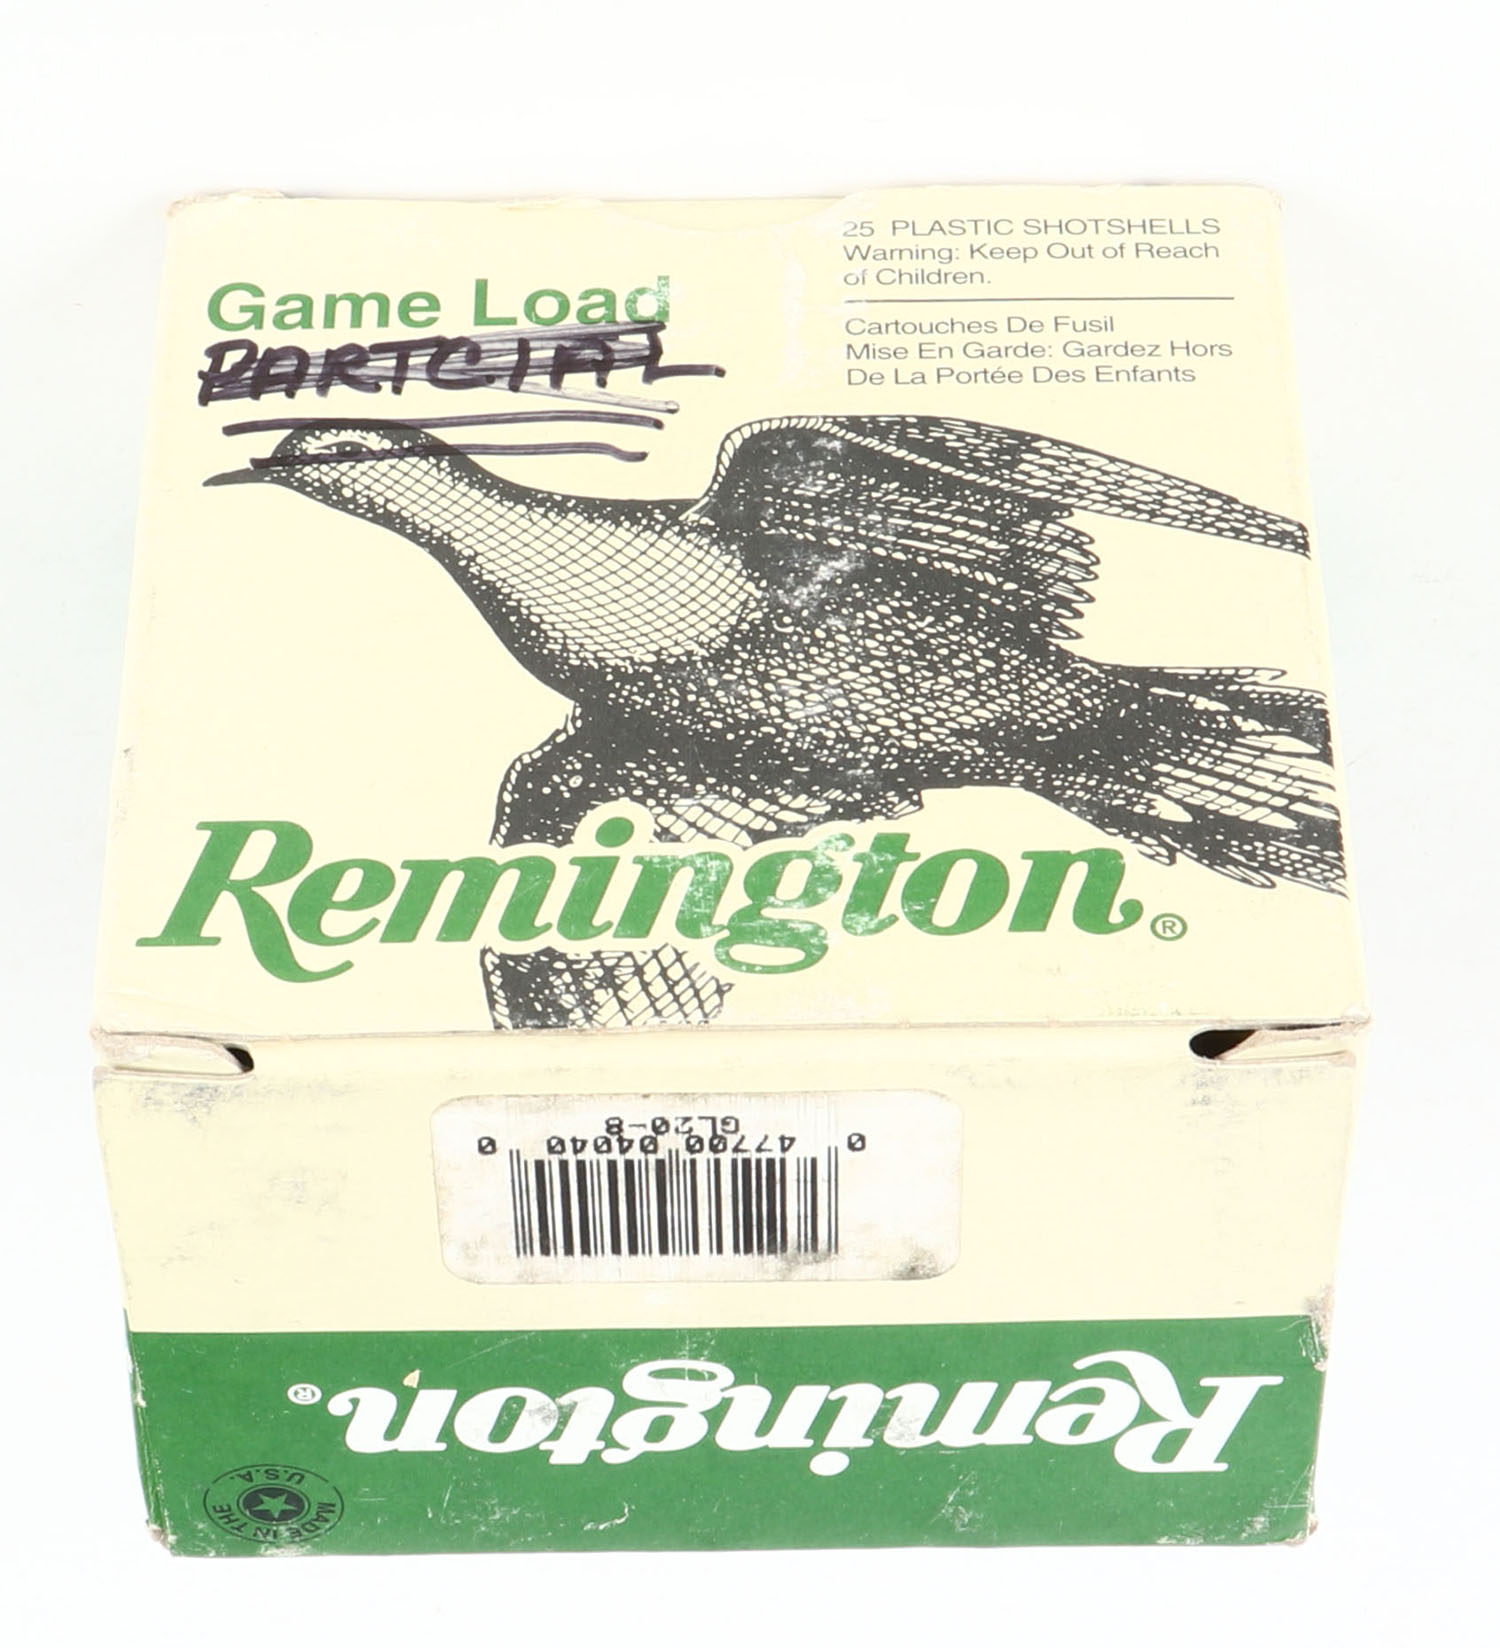 Game Load
PARTCIAL
25 PLASTIC SHOTSHELLS
Warning: Keep Out of Reach
of Children.
Cartouches De Fusil
Mise En Garde: Gardez Hors
De La Portée Des Enfants
Remington®
GL20-8
0 47700 04040 0
Remington®
MADE IN THE
U.S.A.